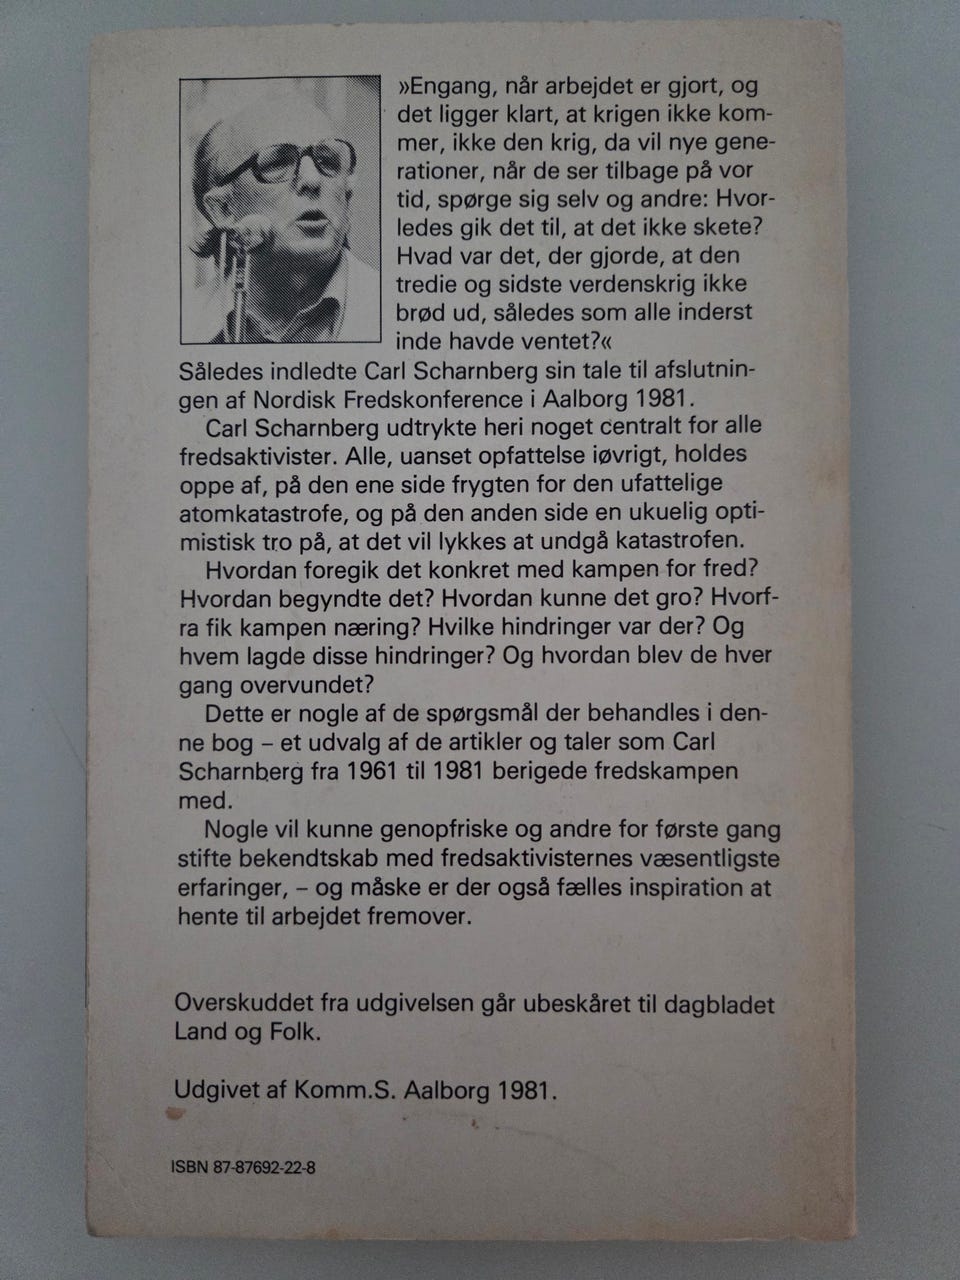 »Engang, når arbejdet er gjort, og
det ligger klart, at krigen ikke kom-
mer, ikke den krig, da vil nye gene-
rationer, når de ser tilbage på vor
tid, spørge sig selv og andre: Hvor-
ledes gik det til, at det ikke skete?
Hvad var det, der gjorde, at den
tredie og sidste verdenskrig ikke
brød ud, således som alle inderst
inde havde ventet?«
Således indledte Carl Scharnberg sin tale til afslutnin-
gen af Nordisk Fredskonference i Aalborg 1981.
Carl Scharnberg udtrykte heri noget centralt for alle
fredsaktivister. Alle, uanset opfattelse iøvrigt, holdes
oppe af, på den ene side frygten for den ufattelige
atomkatastrofe, og på den anden side en ukuelig opti-
mistisk tro på, at det vil lykkes at undgå katastrofen.
Hvordan foregik det konkret med kampen for fred?
Hvordan begyndte det? Hvordan kunne det gro? Hvorf-
ra fik kampen næring? Hvilke hindringer var der? Og
hvem lagde disse hindringer? Og hvordan blev de hver
gang overvundet?
Dette er nogle af de spørgsmål der behandles i den-
ne bog – et udvalg af de artikler og taler som Carl
Scharnberg fra 1961 til 1981 berigede fredskampen
med.
Nogle vil kunne genopfriske og andre for første gang
stifte bekendtskab med fredsaktivisternes væsentligste
erfaringer, – og måske er der også fælles inspiration at
hente til arbejdet fremover.
Overskuddet fra udgivelsen går ubeskåret til dagbladet
Land og Folk.
Udgivet af Komm.S. Aalborg 1981.
ISBN 87-87692-22-8